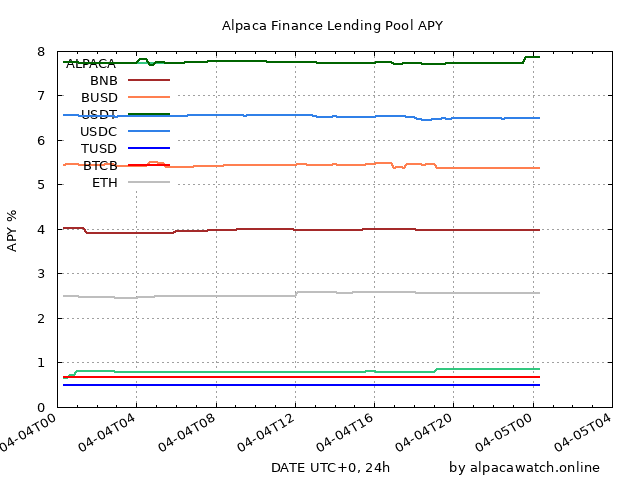 Alpaca Finance Lending Pool APY
8
7
6
5
4
3
2
1
0
APY %
ALPACA
BNB
BUSD
USDT
USDC
TUSD
BTCB
ETH
04-04T00
04-04T04
04-04T08
04-04T12
04-04T16
04-04T20
04-05T00
04-05T04
DATE UTC+0, 24h
by alpacawatch.online